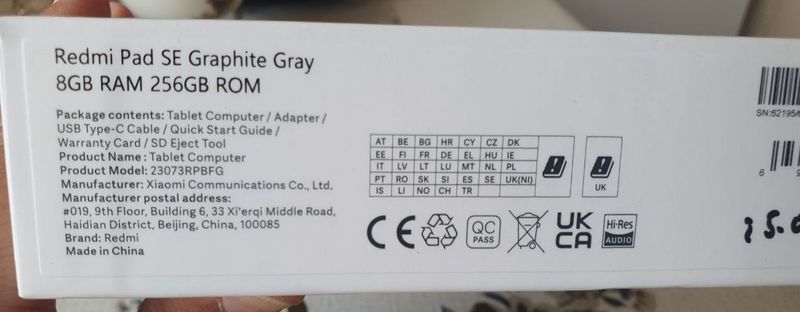 Redmi Pad SE Graphite Gray
8GB RAM 256GB ROM
Package contents: Tablet Computer / Adapter /
USB Type-C Cable / Quick Start Guide /
Warranty Card / SD Eject Tool
Product Name: Tablet Computer
Product Model: 23073RPBFG
Manufacturer: Xiaomi Communications Co., Ltd.
Manufacturer postal address:
#019, 9th Floor, Building 6, 33 Xi'erqi Middle Road,
Haidian District, Beijing, China, 100085
Brand: Redmi
Made in China
AT BE BG HR CY CZ DK
EE FI FR DE EL HU IE
IT LV LT LU MT NL PL
PT RO SK SI ES SE UK(NI)
IS LI NO CH TR
UK
CE
QC
PASS
UK
CA
Hi-Res
AUDIO